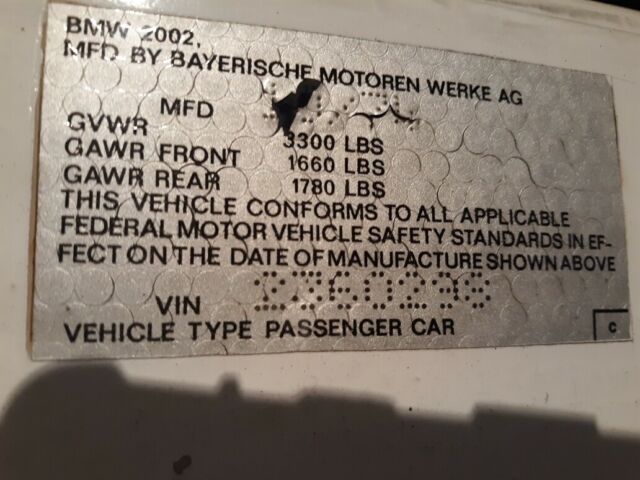 BMW 2002,
MFD BY BAYERISCHE MOTOREN WERKE AG
MFD
GVWR 3300 LBS
GAWR FRONT 1660 LBS
GAWR REAR 1780 LBS
THIS VEHICLE CONFORMS TO ALL APPLICABLE
FEDERAL MOTOR VEHICLE SAFETY STANDARDS IN EF-
FECT ON THE DATE OF MANUFACTURE SHOWN ABOVE
VIN
VEHICLE TYPE PASSENGER CAR
C